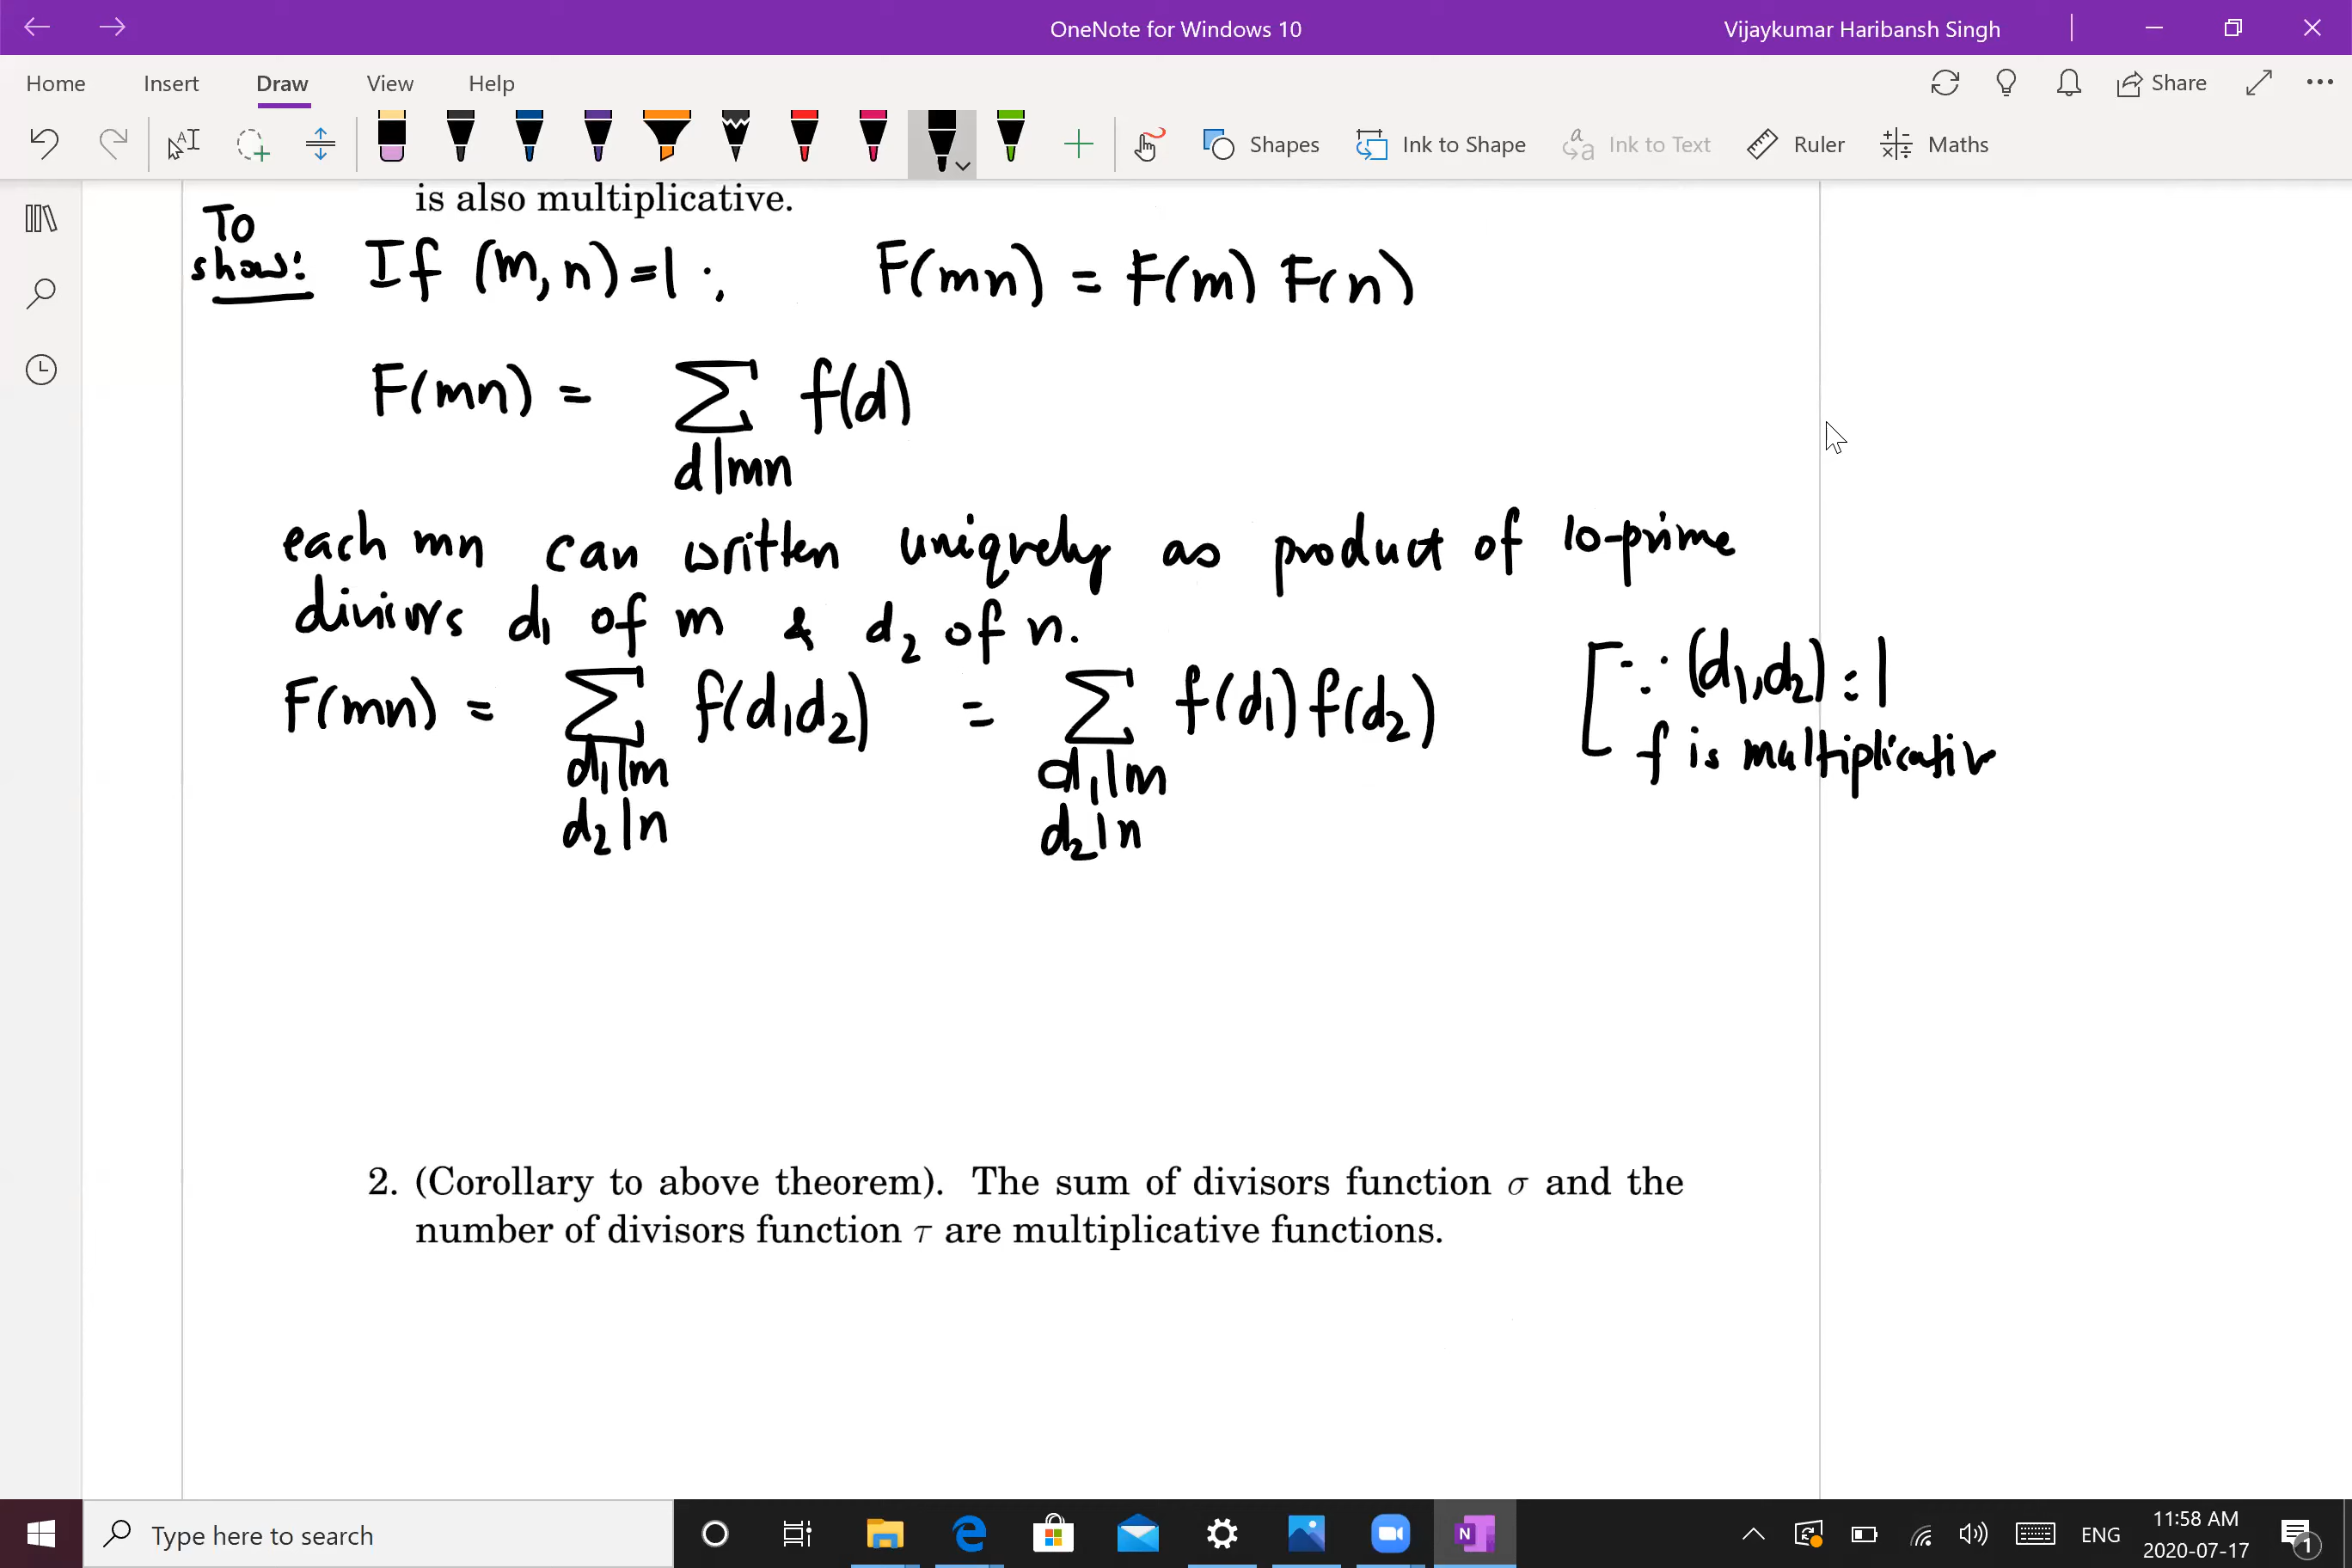 OneNote for Windows 10
Vijaykumar Haribansh Singh
Home Insert Draw View Help
Share
Shapes Ink to Shape Ink to Text Ruler Maths
is also multiplicative.
To
show:
If (m,n)=1 ; F(mn) = F(m) F(n)
F(mn) = ∑ f(d)
d|mn
each mn can written uniquely as product of co-prime
divisors d₁ of m & d₂ of n.
F(mn) = ∑ f(d₁d₂) = ∑ f(d₁) f(d₂) [∵ (d₁,d₂)=1
d₁|m d₁|m f is multiplicative
d₂|n d₂|n
2. (Corollary to above theorem). The sum of divisors function σ and the
number of divisors function τ are multiplicative functions.
Type here to search
ENG
11:58 AM
2020-07-17
1